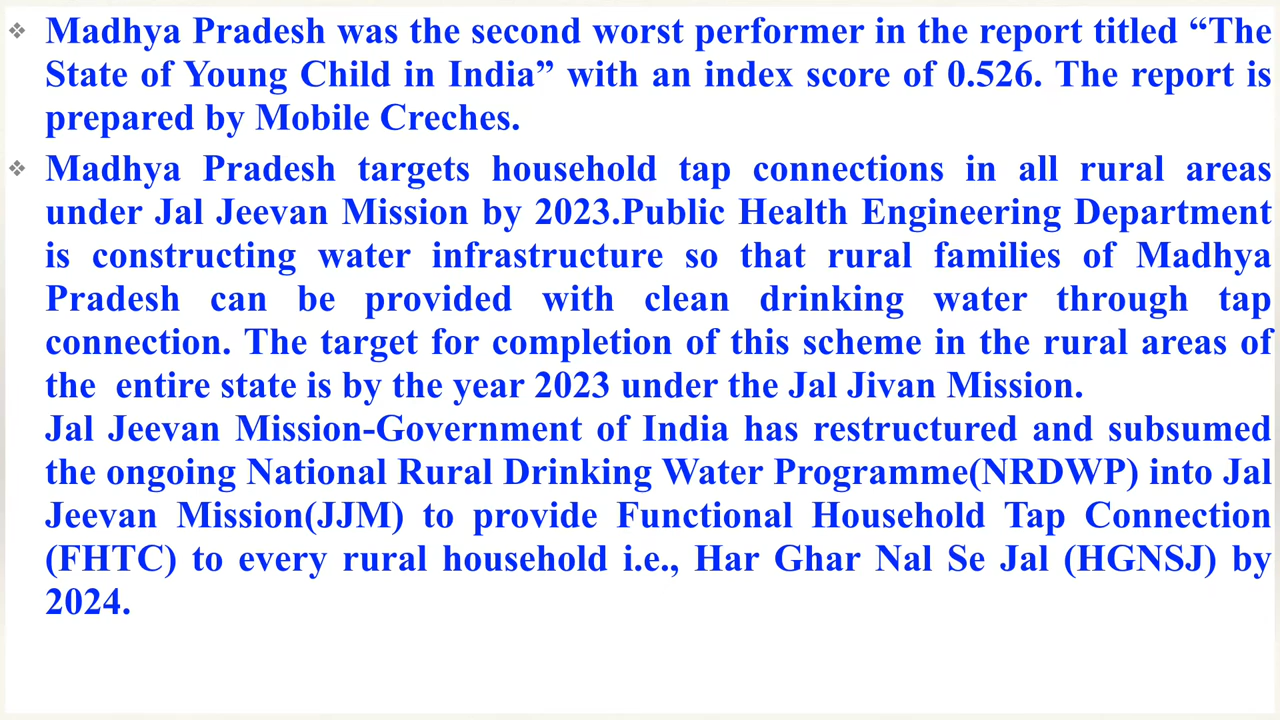 ❖ Madhya Pradesh was the second worst performer in the report titled “The
State of Young Child in India” with an index score of 0.526. The report is
prepared by Mobile Creches.
❖ Madhya Pradesh targets household tap connections in all rural areas
under Jal Jeevan Mission by 2023.Public Health Engineering Department
is constructing water infrastructure so that rural families of Madhya
Pradesh can be provided with clean drinking water through tap
connection. The target for completion of this scheme in the rural areas of
the  entire state is by the year 2023 under the Jal Jivan Mission.
Jal Jeevan Mission-Government of India has restructured and subsumed
the ongoing National Rural Drinking Water Programme(NRDWP) into Jal
Jeevan Mission(JJM) to provide Functional Household Tap Connection
(FHTC) to every rural household i.e., Har Ghar Nal Se Jal (HGNSJ) by
2024.